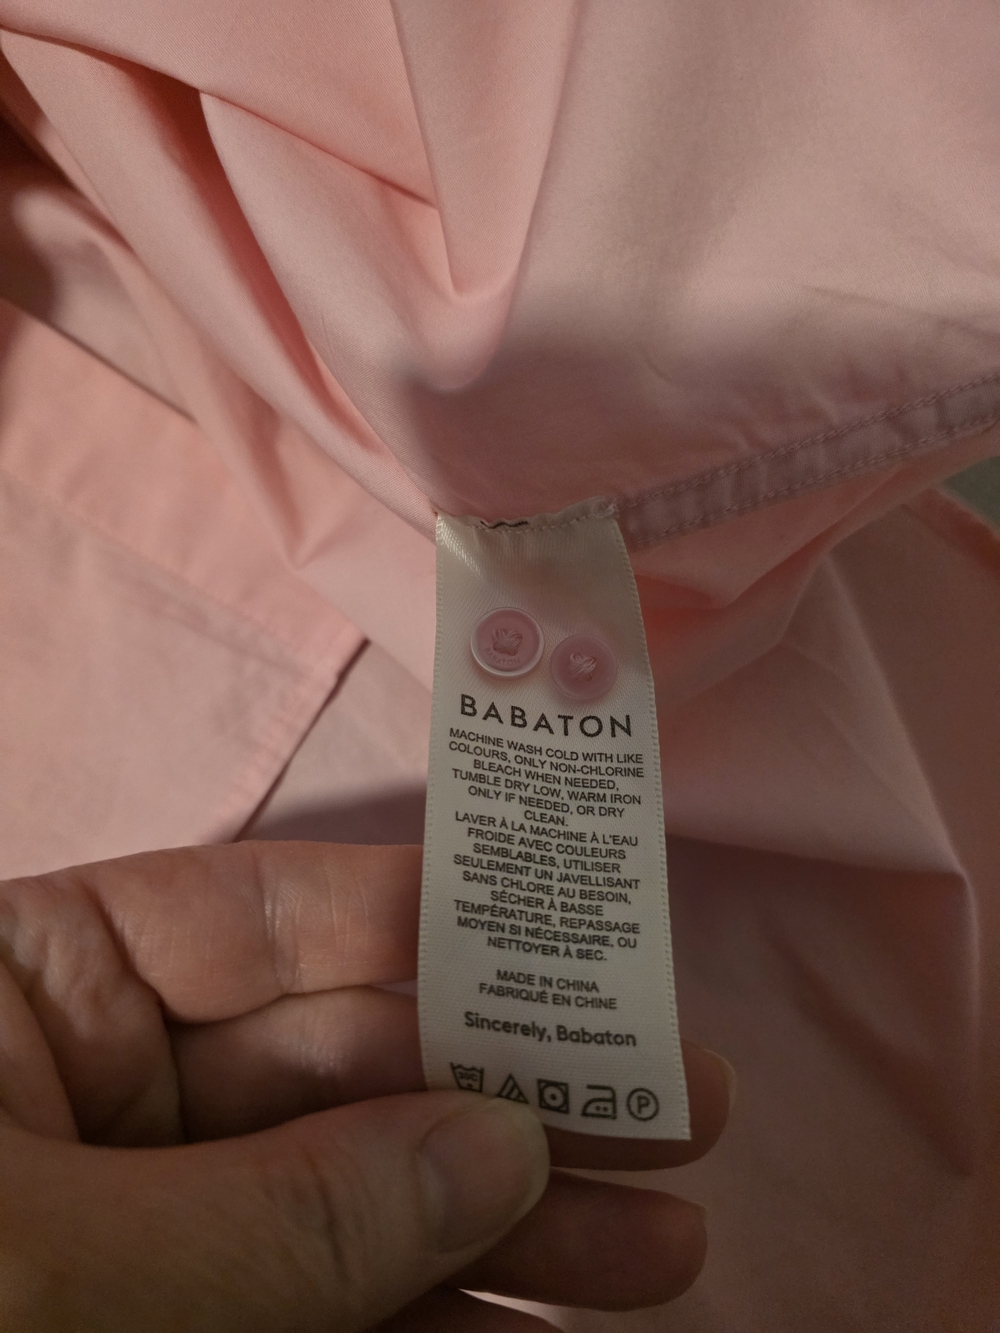 BABATON
MACHINE WASH COLD WITH LIKE
COLOURS, ONLY NON-CHLORINE
BLEACH WHEN NEEDED,
TUMBLE DRY LOW, WARM IRON
ONLY IF NEEDED, OR DRY
CLEAN.
LAVER À LA MACHINE À L'EAU
FROIDE AVEC COULEURS
SEMBLABLES, UTILISER
SEULEMENT UN JAVELLISANT
SANS CHLORE AU BESOIN,
SÉCHER À BASSE
TEMPÉRATURE, REPASSAGE
MOYEN SI NÉCESSAIRE, OU
NETTOYER À SEC.
MADE IN CHINA
FABRIQUÉ EN CHINE
Sincerely, Babaton
30C P